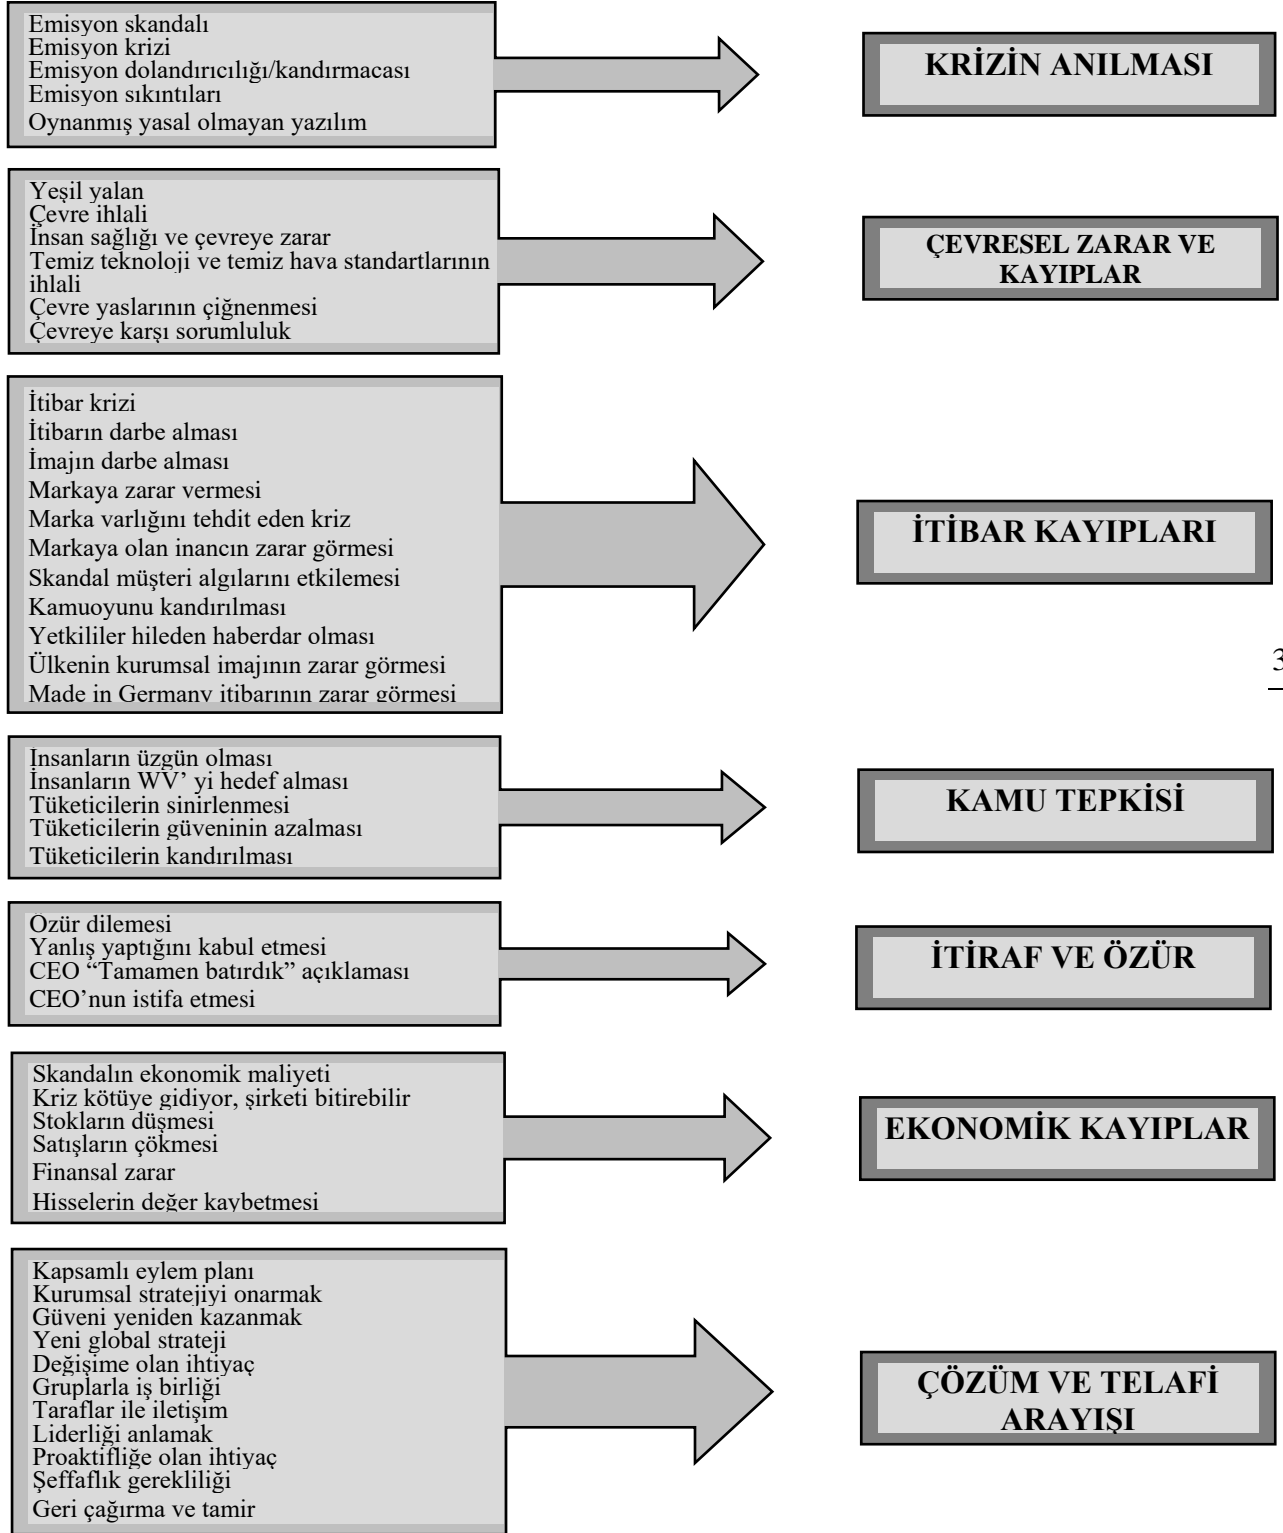 Emisyon skandalı
Emisyon krizi
Emisyon dolandırıcılığı/kandırmacası
Emisyon sıkıntıları
Oynanmış yasal olmayan yazılım
KRİZİN ANILMASI
Yeşil yalan
Çevre ihlali
İnsan sağlığı ve çevreye zarar
Temiz teknoloji ve temiz hava standartlarının
ihlali
Çevre yaslarının çiğnenmesi
Çevreye karşı sorumluluk
ÇEVRESEL ZARAR VE
KAYIPLAR
İtibar krizi
İtibarın darbe alması
İmajın darbe alması
Markaya zarar vermesi
Marka varlığını tehdit eden kriz
Markaya olan inancın zarar görmesi
Skandal müşteri algılarını etkilemesi
Kamuoyunu kandırılması
Yetkililer hileden haberdar olması
Ülkenin kurumsal imajının zarar görmesi
Made in Germany itibarının zarar görmesi
İTİBAR KAYIPLARI
3
İnsanların üzgün olması
İnsanların WV’ yi hedef alması
Tüketicilerin sinirlenmesi
Tüketicilerin güveninin azalması
Tüketicilerin kandırılması
KAMU TEPKİSİ
Özür dilemesi
Yanlış yaptığını kabul etmesi
CEO “Tamamen batırdık” açıklaması
CEO’nun istifa etmesi
İTİRAF VE ÖZÜR
Skandalın ekonomik maliyeti
Kriz kötüye gidiyor, şirketi bitirebilir
Stokların düşmesi
Satışların çökmesi
Finansal zarar
Hisselerin değer kaybetmesi
EKONOMİK KAYIPLAR
Kapsamlı eylem planı
Kurumsal stratejiyi onarmak
Güveni yeniden kazanmak
Yeni global strateji
Değişime olan ihtiyaç
Gruplarla iş birliği
Taraflar ile iletişim
Liderliği anlamak
Proaktifliğe olan ihtiyaç
Şeffaflık gerekliliği
Geri çağırma ve tamir
ÇÖZÜM VE TELAFİ
ARAYIŞI